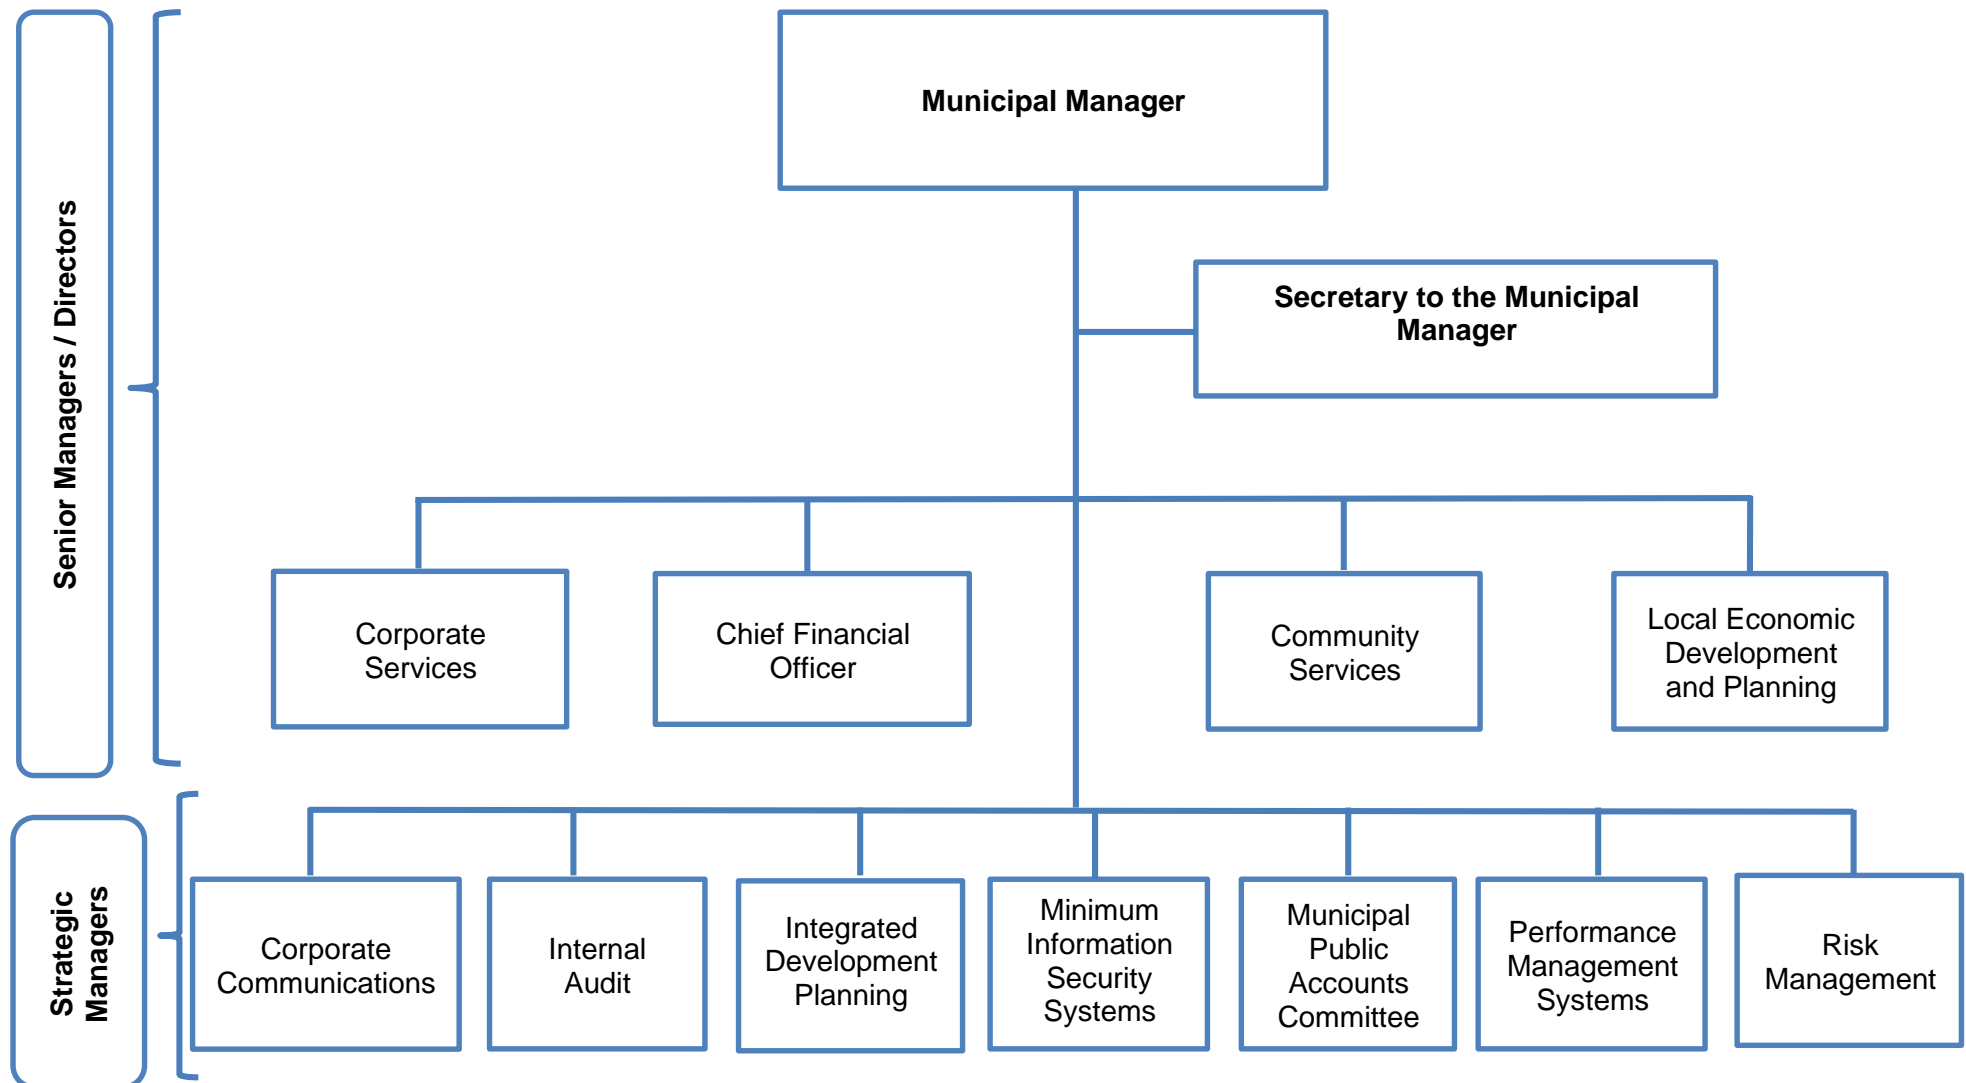 Senior Managers / Directors
Municipal Manager
Secretary to the Municipal
Manager
Corporate
Services
Chief Financial
Officer
Community
Services
Local Economic
Development
and Planning
Strategic
Managers
Corporate
Communications
Internal
Audit
Integrated
Development
Planning
Minimum
Information
Security
Systems
Municipal
Public
Accounts
Committee
Performance
Management
Systems
Risk
Management